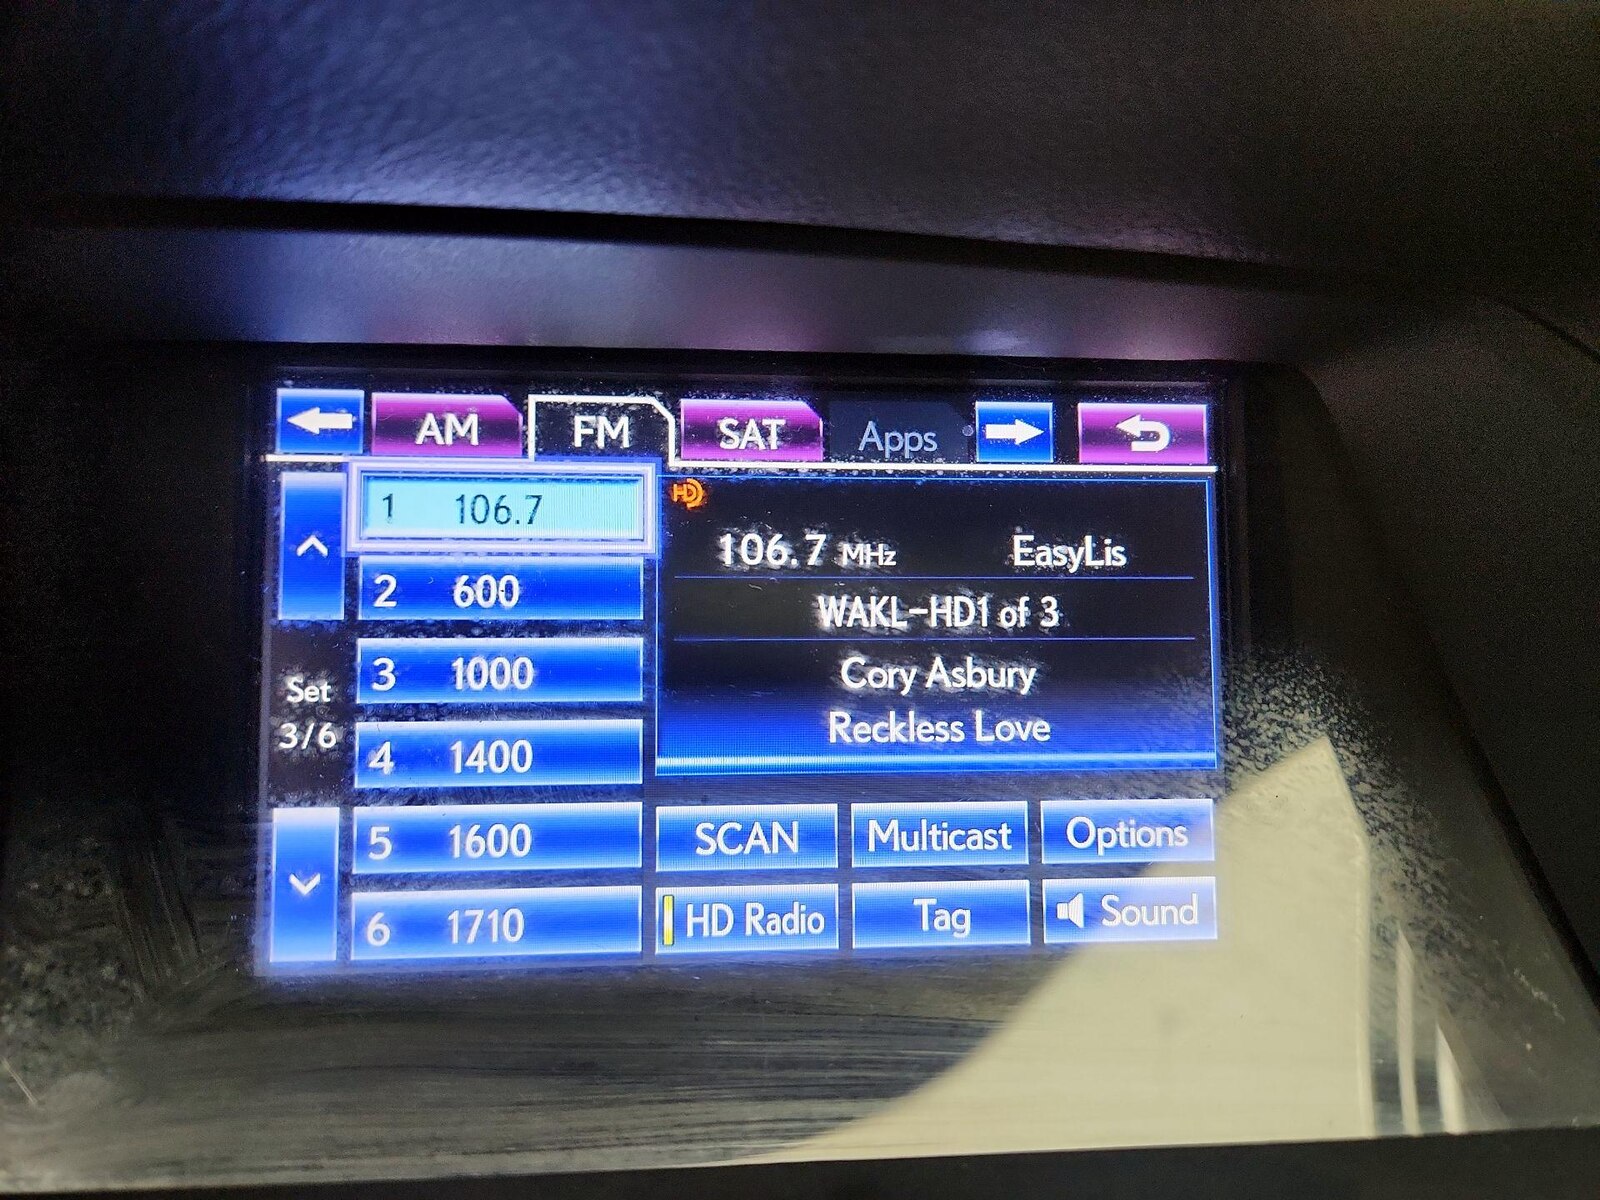 AM FM SAT Apps
1 106.7
2 600
3 1000
4 1400
5 1600
6 1710
Set
3/6
HD
106.7 MHz EasyLis
WAKL-HD1 of 3
Cory Asbury
Reckless Love
SCAN Multicast Options
HD Radio Tag Sound